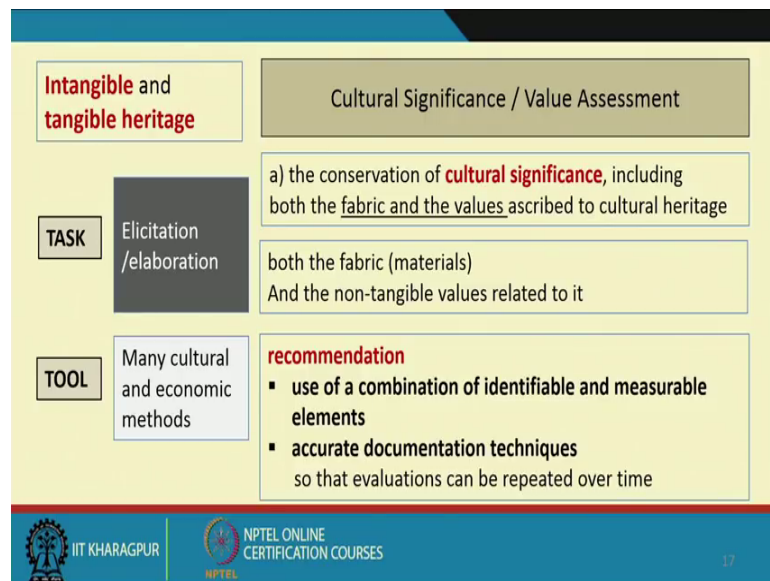 Intangible and
tangible heritage
Cultural Significance / Value Assessment
TASK
Elicitation
/elaboration
a) the conservation of cultural significance, including
both the fabric and the values ascribed to cultural heritage
both the fabric (materials)
And the non-tangible values related to it
TOOL
Many cultural
and economic
methods
recommendation
▪ use of a combination of identifiable and measurable
elements
▪ accurate documentation techniques
so that evaluations can be repeated over time
IIT KHARAGPUR
NPTEL
NPTEL ONLINE
CERTIFICATION COURSES
17